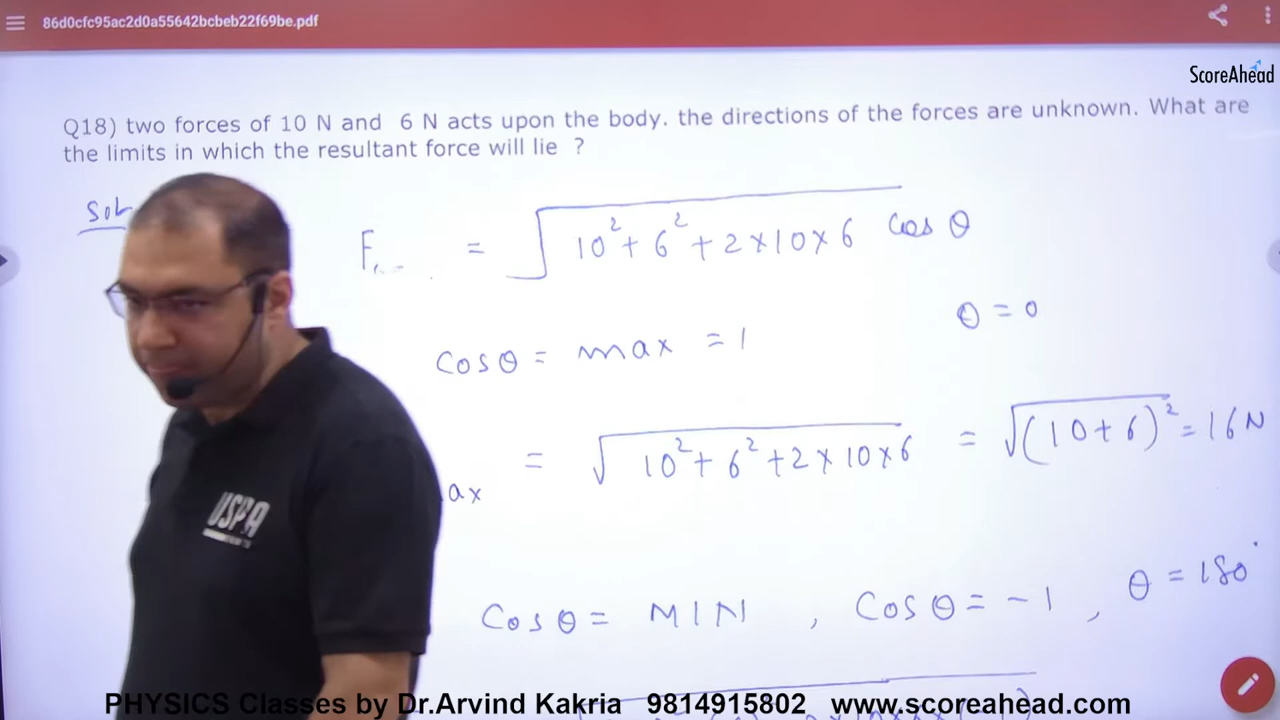 86d0cfc95ac2d0a55642bcbeb22f69be.pdf
ScoreAhead
Q18) two forces of 10 N and 6 N acts upon the body. the directions of the forces are unknown. What are
the limits in which the resultant force will lie ?
Sol
F = √10² + 6² + 2×10×6 Cos θ
θ = 0
Cos θ = max = 1
ax = √10² + 6² + 2×10×6 = √(10+6)² = 16 N
USPA
Cos θ = MIN , Cos θ = -1 , θ = 180°
PHYSICS Classes by Dr.Arvind Kakria 9814915802 www.scoreahead.com